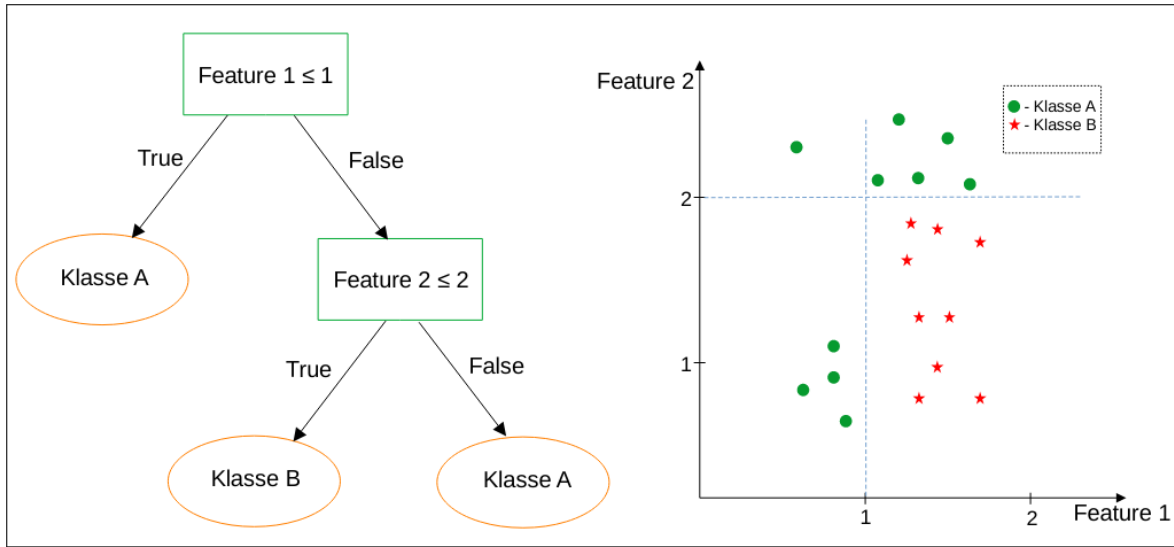 Feature 1 ≤ 1
True
False
Klasse A
Feature 2 ≤ 2
True
False
Klasse B
Klasse A
Feature 2
- Klasse A
- Klasse B
2
1
1
2
Feature 1